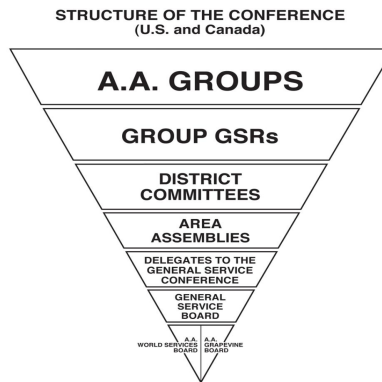 STRUCTURE OF THE CONFERENCE
(U.S. and Canada)
A.A. GROUPS
GROUP GSRs
DISTRICT
COMMITTEES
AREA
ASSEMBLIES
DELEGATES TO THE
GENERAL SERVICE
CONFERENCE
GENERAL
SERVICE
BOARD
A.A.
WORLD SERVICES
BOARD
A.A.
GRAPEVINE
BOARD